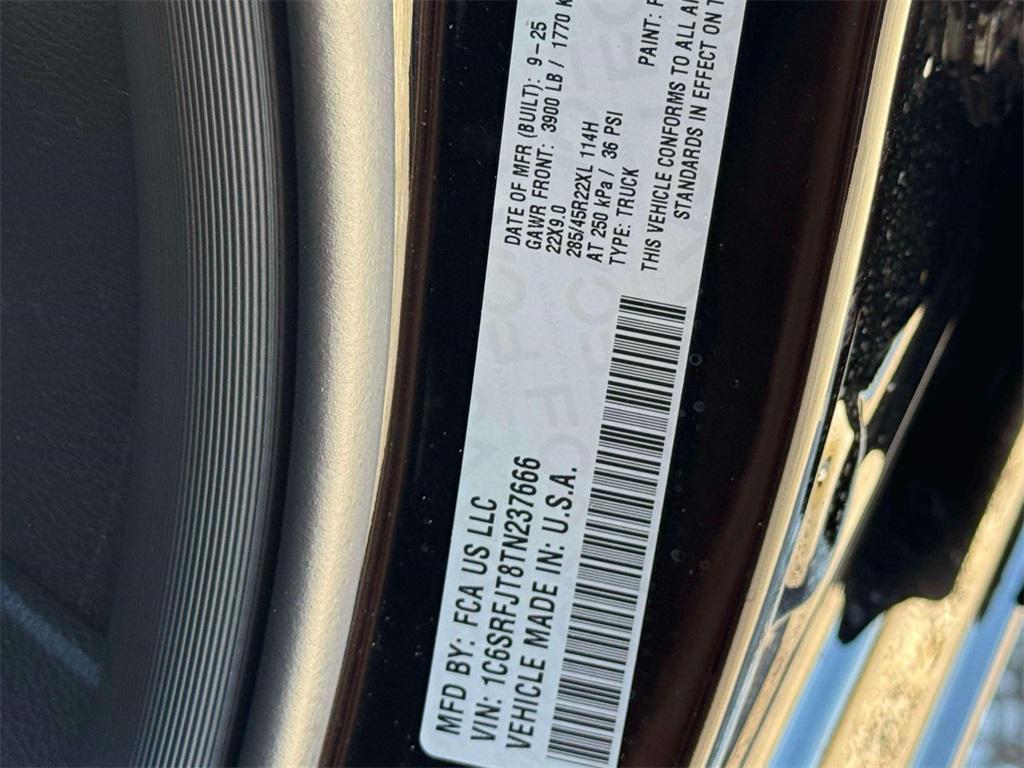 MFD BY: FCA US LLC
VIN: 1C6SRFJT8TN237666
VEHICLE MADE IN: U.S.A.
DATE OF MFR (BUILT): 9-25
GAWR FRONT: 3900 LB / 1770 K
22X9.0
285/45R22XL 114H
AT 250 kPa / 36 PSI
TYPE: TRUCK
PAINT:
THIS VEHICLE CONFORMS TO ALL
STANDARDS IN EFFECT ON